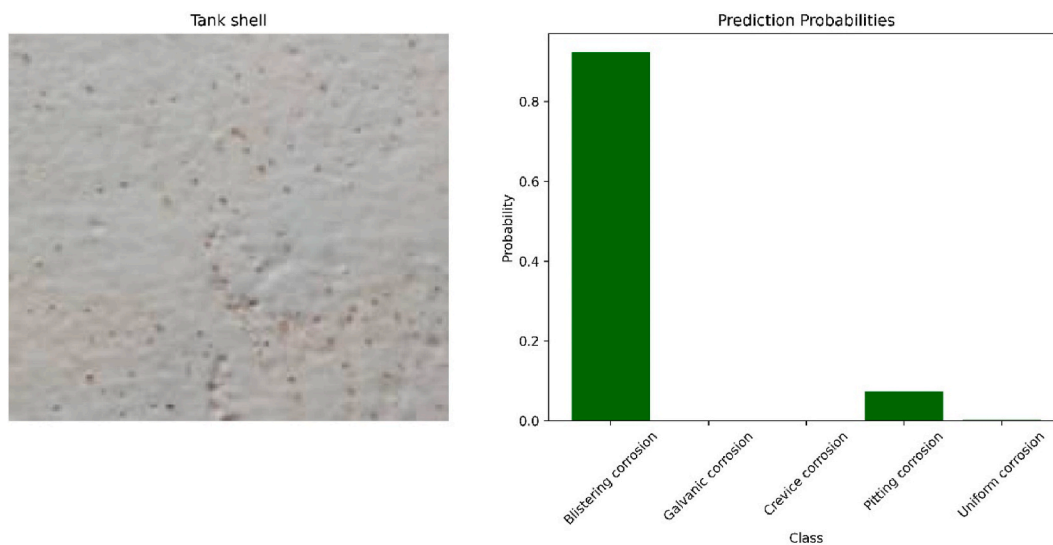 Tank shell
Prediction Probabilities
Probability
0.8
0.6
0.4
0.2
0.0
Blistering corrosion
Galvanic corrosion
Crevice corrosion
Pitting corrosion
Uniform corrosion
Class